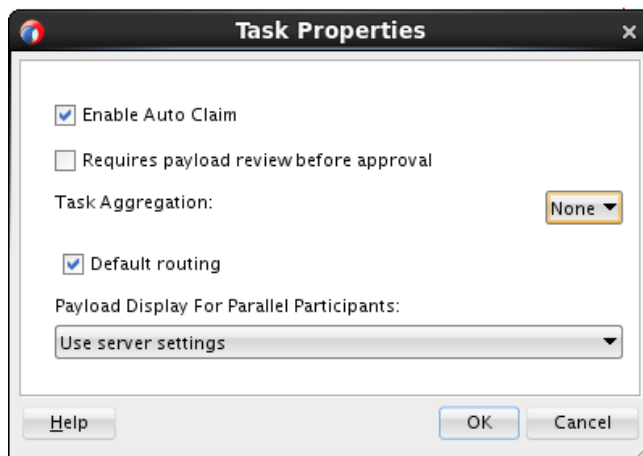 Task Properties
Enable Auto Claim
Requires payload review before approval
Task Aggregation:
None
Default routing
Payload Display For Parallel Participants:
Use server settings
Help
OK
Cancel